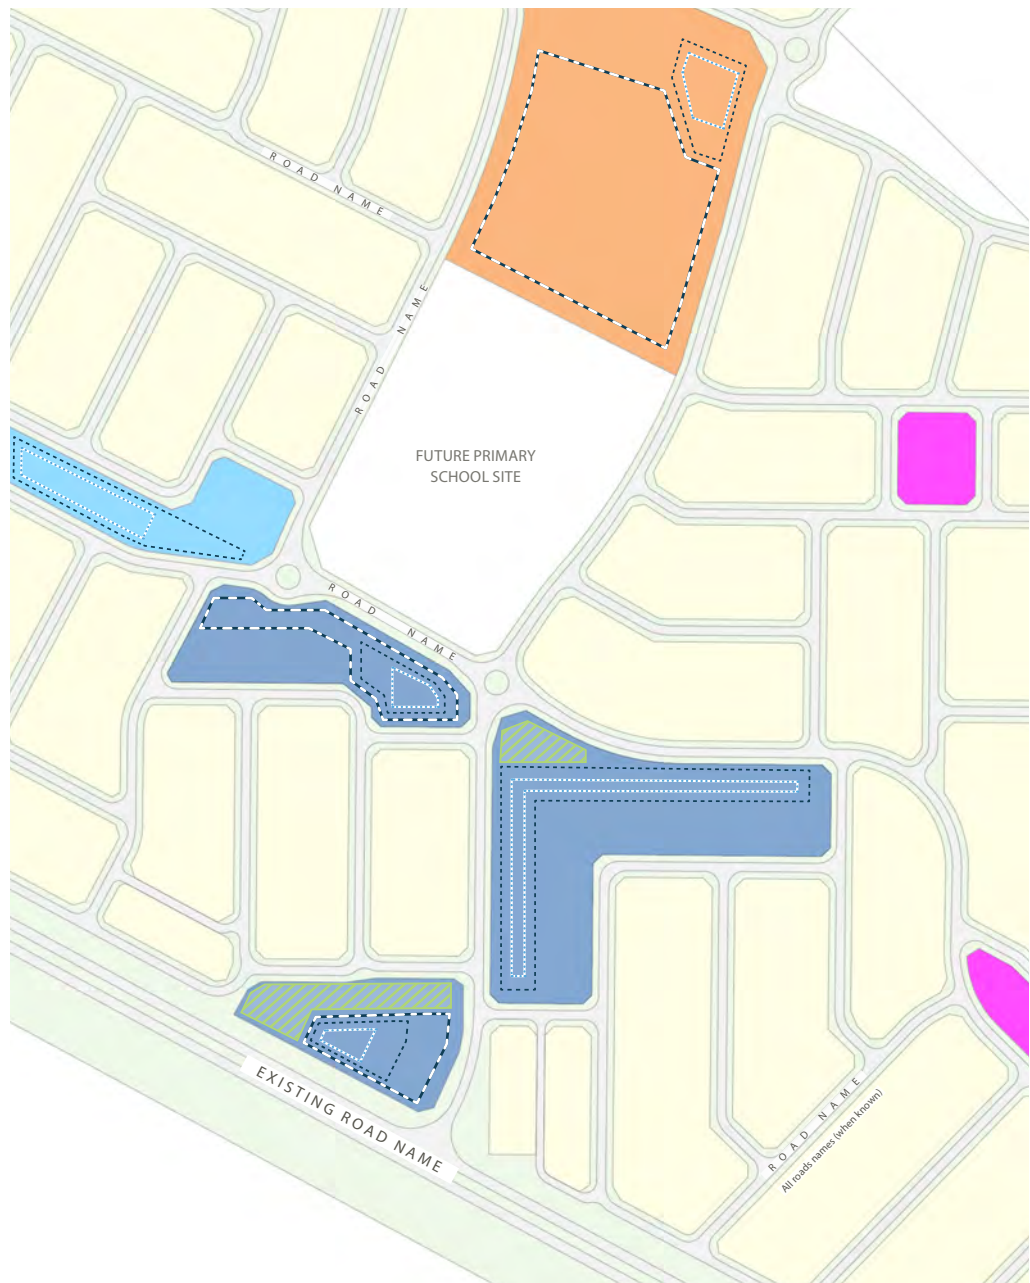 ROAD NAME
ROAD NAME
FUTURE PRIMARY
SCHOOL SITE
ROAD NAME
EXISTING ROAD NAME
ROAD NAME
All roads names (when known)